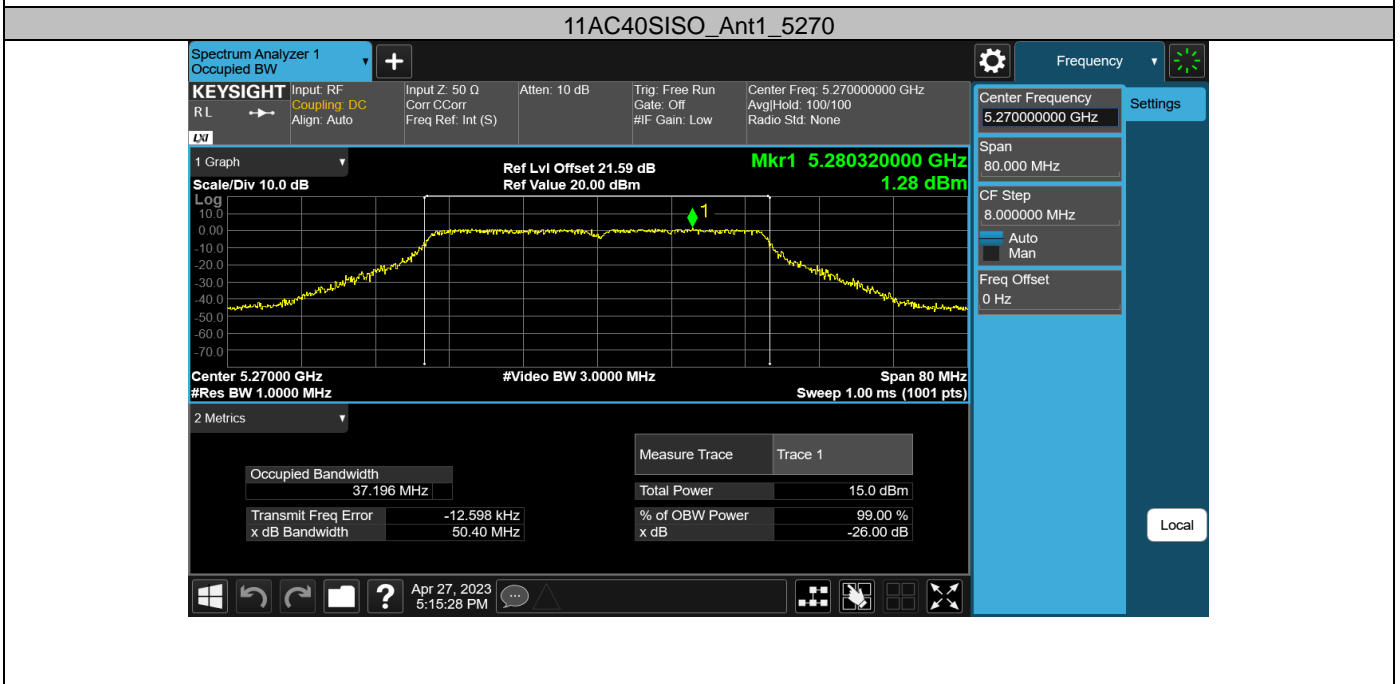 11AC40SISO_Ant1_5270
Spectrum Analyzer 1
Occupied BW
+
Frequency
KEYSIGHT
R L
LXI
Input: RF
Coupling: DC
Align: Auto
Input Z: 50 Ω
Corr CCorr
Freq Ref: Int (S)
Atten: 10 dB
Trig: Free Run
Gate: Off
#IF Gain: Low
Center Freq: 5.270000000 GHz
Avg|Hold: 100/100
Radio Std: None
Center Frequency
5.270000000 GHz
Settings
Span
80.000 MHz
CF Step
8.000000 MHz
Auto
Man
Freq Offset
0 Hz
Local
1 Graph
Scale/Div 10.0 dB
Ref Lvl Offset 21.59 dB
Ref Value 20.00 dBm
Mkr1 5.280320000 GHz
1.28 dBm
Log
10.0
0.00
-10.0
-20.0
-30.0
-40.0
-50.0
-60.0
-70.0
1
Center 5.27000 GHz
#Res BW 1.0000 MHz
#Video BW 3.0000 MHz
Span 80 MHz
Sweep 1.00 ms (1001 pts)
2 Metrics
Measure Trace Trace 1
Occupied Bandwidth
37.196 MHz
Total Power 15.0 dBm
Transmit Freq Error -12.598 kHz
% of OBW Power 99.00 %
x dB Bandwidth 50.40 MHz
x dB -26.00 dB
?
Apr 27, 2023
5:15:28 PM